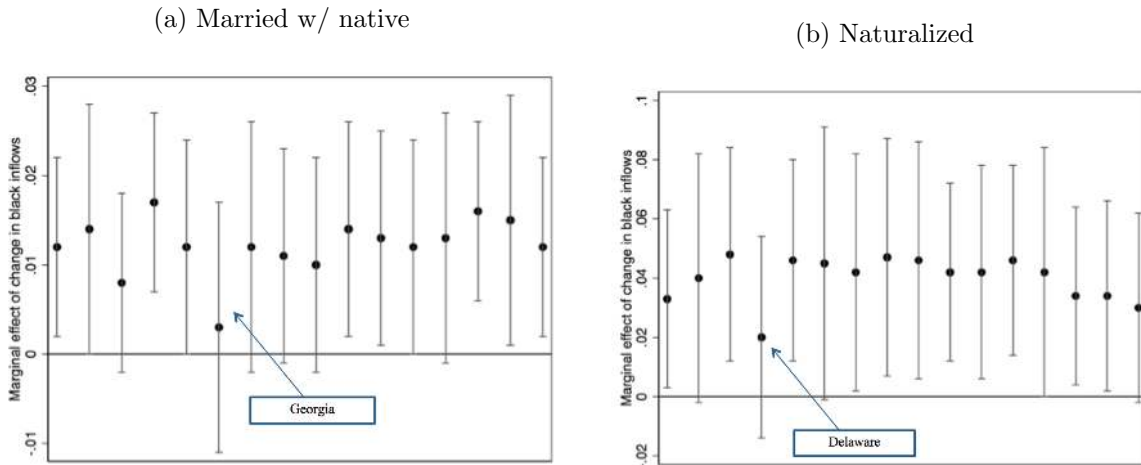 (a) Married w/ native
(b) Naturalized
Marginal effect of change in black inflows
.03
.02
.01
0
-.01
Georgia
Marginal effect of change in black inflows
.1
.08
.06
.04
.02
0
-.02
Delaware